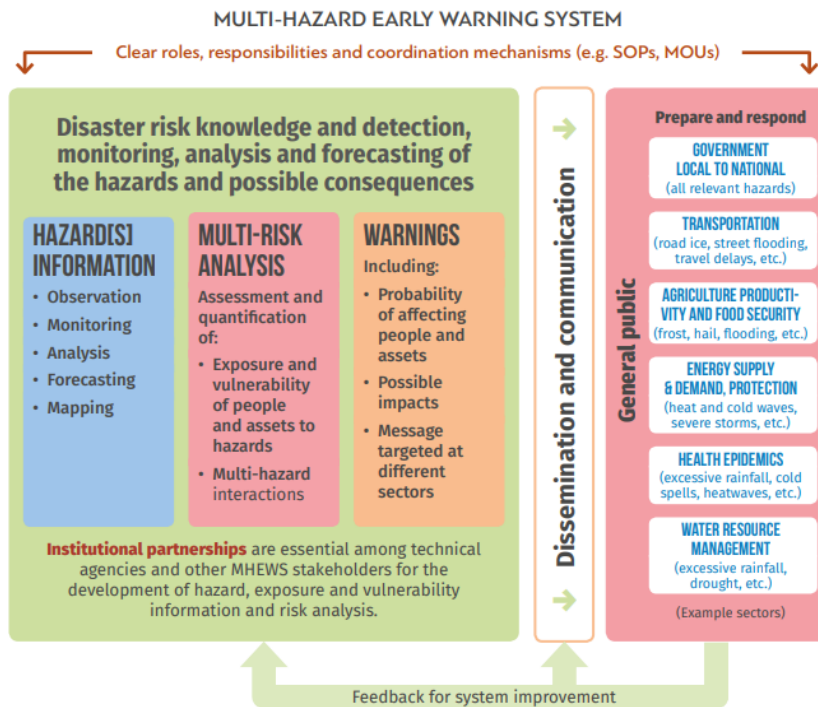 MULTI-HAZARD EARLY WARNING SYSTEM
Clear roles, responsibilities and coordination mechanisms (e.g. SOPs, MOUs)
Disaster risk knowledge and detection,
monitoring, analysis and forecasting of
the hazards and possible consequences
HAZARD[S]
INFORMATION
• Observation
• Monitoring
• Analysis
• Forecasting
• Mapping
MULTI-RISK
ANALYSIS
Assessment and
quantification
of:
• Exposure and
vulnerability
of people
and assets to
hazards
• Multi-hazard
interactions
WARNINGS
Including:
• Probability
of affecting
people and
assets
• Possible
impacts
• Message
targeted at
different
sectors
Institutional partnerships are essential among technical
agencies and other MHEWS stakeholders for the
development of hazard, exposure and vulnerability
information and risk analysis.
Dissemination and communication
General public
Prepare and respond
GOVERNMENT
LOCAL TO NATIONAL
(all relevant hazards)
TRANSPORTATION
(road ice, street flooding,
travel delays, etc.)
AGRICULTURE PRODUCTI-
VITY AND FOOD SECURITY
(frost, hail, flooding, etc.)
ENERGY SUPPLY
& DEMAND, PROTECTION
(heat and cold waves,
severe storms, etc.)
HEALTH EPIDEMICS
(excessive rainfall, cold
spells, heatwaves, etc.)
WATER RESOURCE
MANAGEMENT
(excessive rainfall,
drought, etc.)
(Example sectors)
Feedback for system improvement